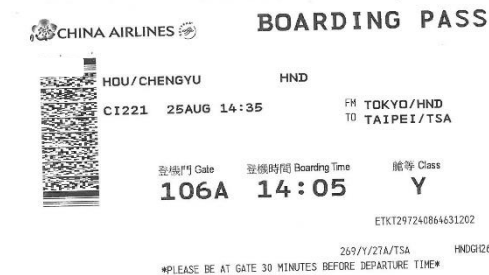 CHINA AIRLINES
BOARDING PASS
HOU/CHENGYU HND
CI221 25AUG 14:35
FM TOKYO/HND
TO TAIPEI/TSA
登機門 Gate 登機時間 Boarding Time 艙等 Class
106A 14:05 Y
ETKT297240864631202
269/Y/27A/TSA HNDGH26
*PLEASE BE AT GATE 30 MINUTES BEFORE DEPARTURE TIME*